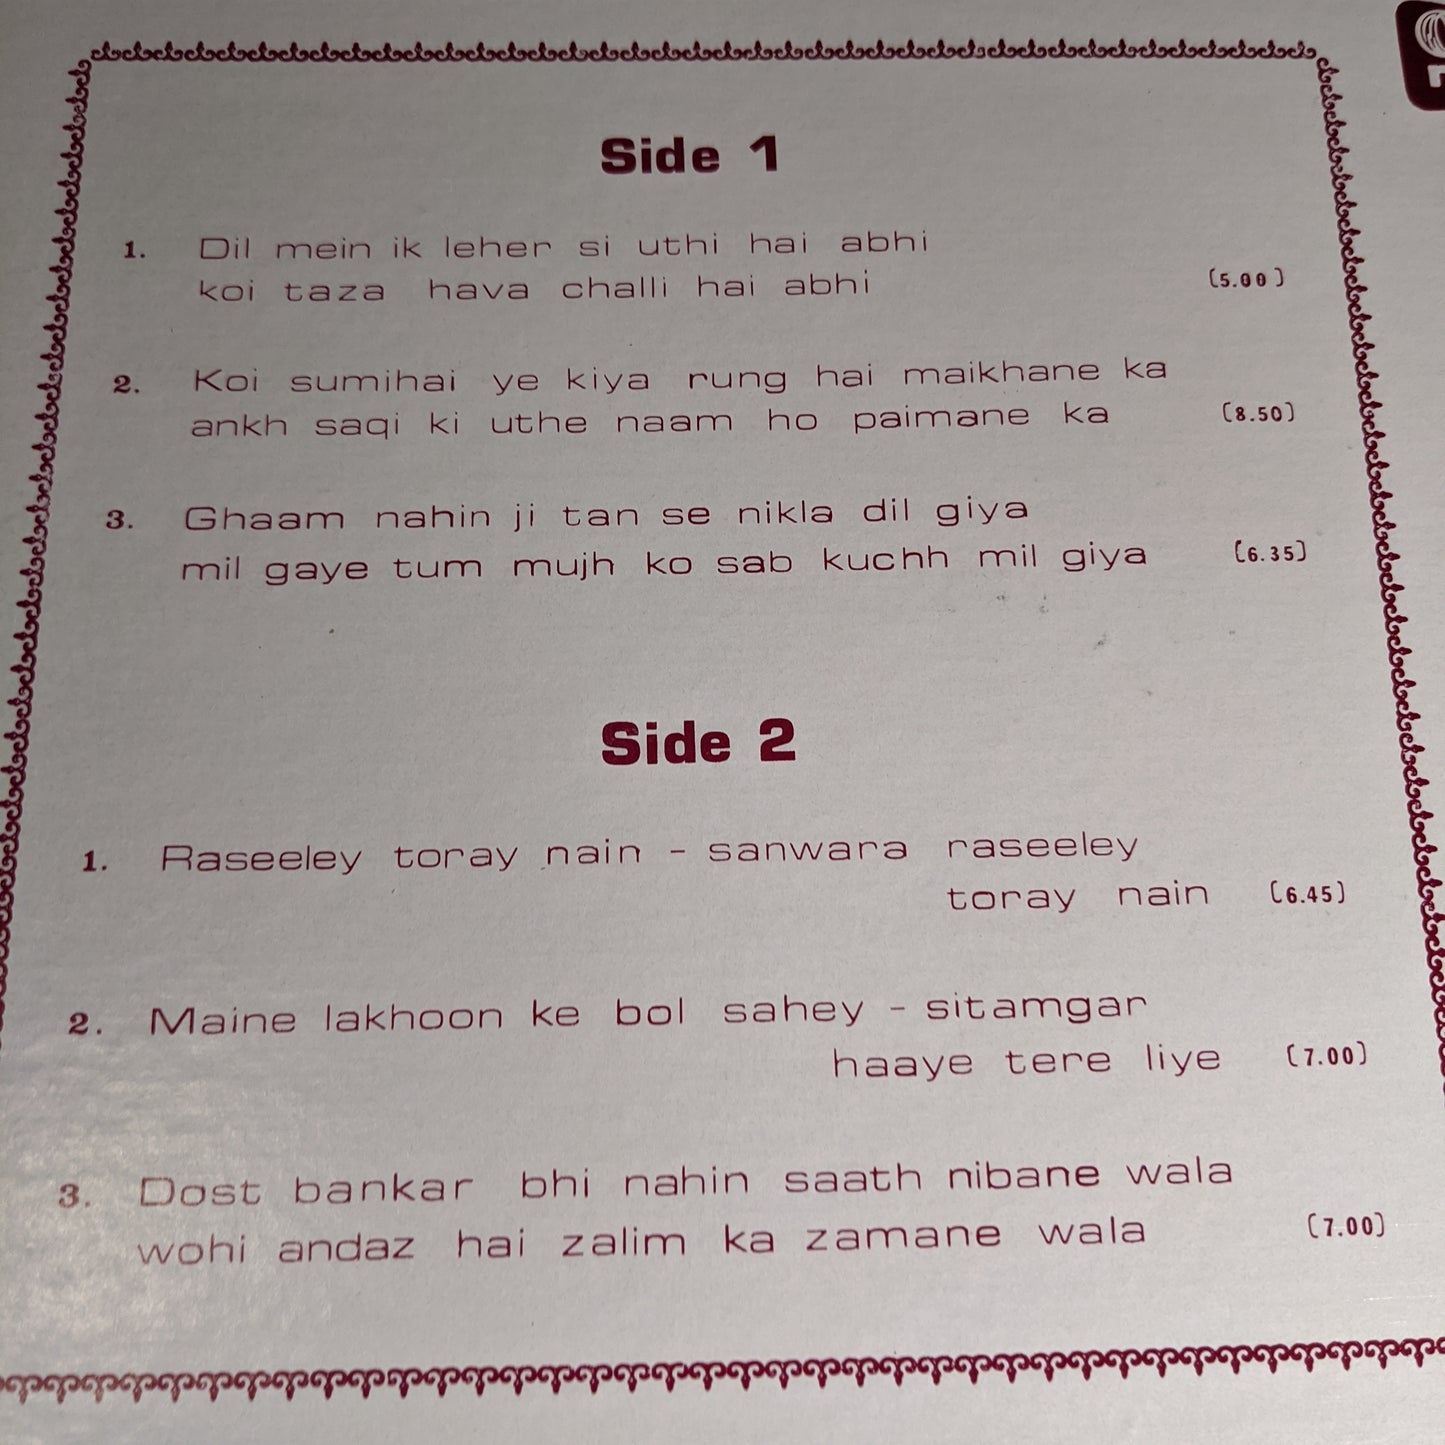 Side 1
1. Dil mein ik leher si uthi hai abhi
koi taza hava challi hai abhi (5.00)
2. Koi sumihai ye kiya rung hai maikhane ka
ankh saqi ki uthe naam ho paimane ka (8.50)
3. Ghaam nahin ji tan se nikla dil giya
mil gaye tum mujh ko sab kuchh mil giya (6.35)
Side 2
1. Raseeley toray nain - sanwara raseeley
toray nain (6.45)
2. Maine lakhoon ke bol sahey - sitamgar
haaye tere liye (7.00)
3. Dost bankar bhi nahin saath nibane wala
wohi andaz hai zalim ka zamane wala (7.00)